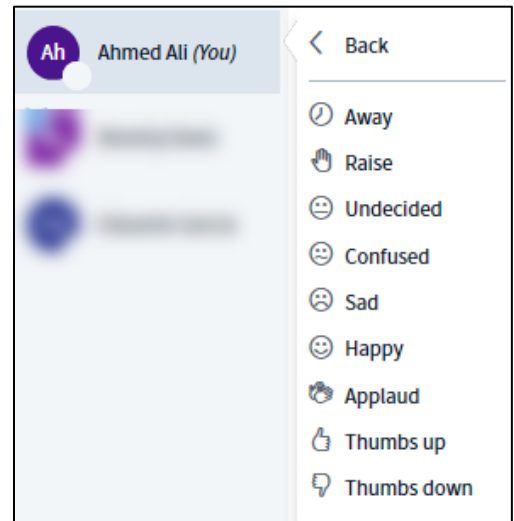 Ah Ahmed Ali (You)
Back
Away
Raise
Undecided
Confused
Sad
Happy
Applaud
Thumbs up
Thumbs down